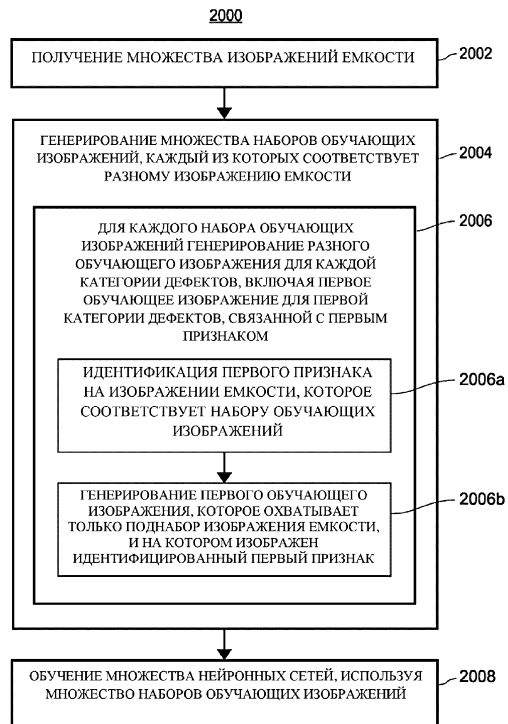 2000
ПОЛУЧЕНИЕ МНОЖЕСТВА ИЗОБРАЖЕНИЙ ЕМКОСТИ
2002
ГЕНЕРИРОВАНИЕ МНОЖЕСТВА НАБОРОВ ОБУЧАЮЩИХ
ИЗОБРАЖЕНИЙ, КАЖДЫЙ ИЗ КОТОРЫХ СООТВЕТСТВУЕТ
РАЗНОМУ ИЗОБРАЖЕНИЮ ЕМКОСТИ
2004
ДЛЯ КАЖДОГО НАБОРА ОБУЧАЮЩИХ
ИЗОБРАЖЕНИЙ ГЕНЕРИРОВАНИЕ РАЗНОГО
ОБУЧАЮЩЕГО ИЗОБРАЖЕНИЯ ДЛЯ КАЖДОЙ
КАТЕГОРИИ ДЕФЕКТОВ, ВКЛЮЧАЯ ПЕРВОЕ
ОБУЧАЮЩЕЕ ИЗОБРАЖЕНИЕ ДЛЯ ПЕРВОЙ
КАТЕГОРИИ ДЕФЕКТОВ, СВЯЗАННОЙ С ПЕРВЫМ
ПРИЗНАКОМ
2006
ИДЕНТИФИКАЦИЯ ПЕРВОГО ПРИЗНАКА
НА ИЗОБРАЖЕНИИ ЕМКОСТИ, КОТОРОЕ
СООТВЕТСТВУЕТ НАБОРУ ОБУЧАЮЩИХ
ИЗОБРАЖЕНИЙ
2006a
ГЕНЕРИРОВАНИЕ ПЕРВОГО ОБУЧАЮЩЕГО
ИЗОБРАЖЕНИЯ, КОТОРОЕ ОХВАТЫВАЕТ
ТОЛЬКО ПОДНАБОР ИЗОБРАЖЕНИЯ ЕМКОСТИ,
И НА КОТОРОМ ИЗОБРАЖЕН
ИДЕНТИФИЦИРОВАННЫЙ ПЕРВЫЙ ПРИЗНАК
2006b
ОБУЧЕНИЕ МНОЖЕСТВА НЕЙРОННЫХ СЕТЕЙ, ИСПОЛЬЗУЯ
МНОЖЕСТВО НАБОРОВ ОБУЧАЮЩИХ ИЗОБРАЖЕНИЙ
2008